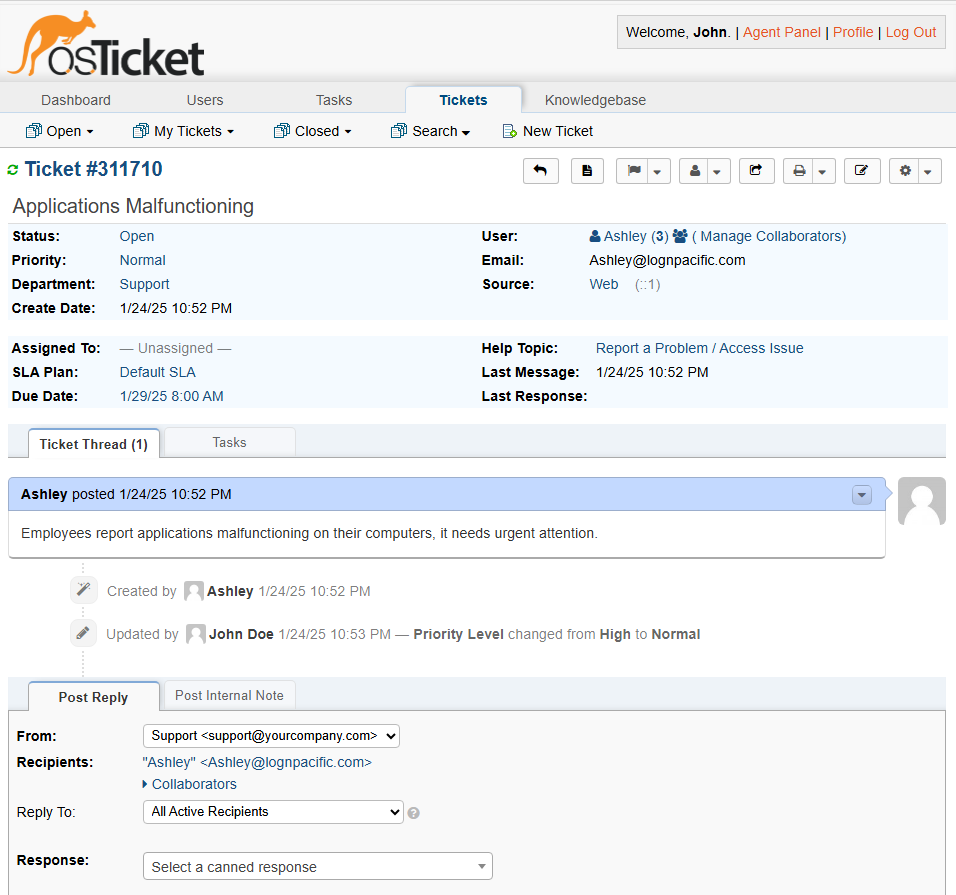 osTicket
Welcome, John. | Agent Panel | Profile | Log Out
Dashboard Users Tasks Tickets Knowledgebase
Open My Tickets Closed Search New Ticket
Ticket #311710
Applications Malfunctioning
Status: Open User: Ashley (3) ( Manage Collaborators)
Priority: Normal Email: Ashley@lognpacific.com
Department: Support Source: Web (::1)
Create Date: 1/24/25 10:52 PM
Assigned To: — Unassigned — Help Topic: Report a Problem / Access Issue
SLA Plan: Default SLA Last Message: 1/24/25 10:52 PM
Due Date: 1/29/25 8:00 AM Last Response:
Ticket Thread (1) Tasks
Ashley posted 1/24/25 10:52 PM
Employees report applications malfunctioning on their computers, it needs urgent attention.
Created by Ashley 1/24/25 10:52 PM
Updated by John Doe 1/24/25 10:53 PM — Priority Level changed from High to Normal
Post Reply Post Internal Note
From: Support <support@yourcompany.com>
Recipients: "Ashley" <Ashley@lognpacific.com>
Collaborators
Reply To: All Active Recipients ?
Response: Select a canned response